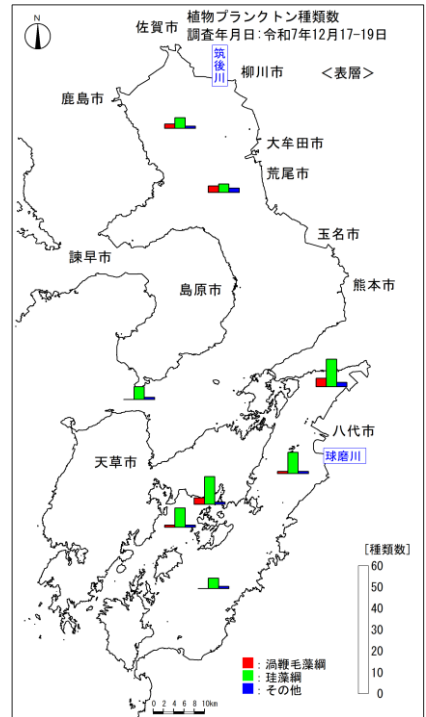 植物プランクトン種類数
調査年月日:令和7年12月17-19日
<表層>
N
佐賀市
筑後川
柳川市
鹿島市
大牟田市
荒尾市
玉名市
諫早市
島原市
熊本市
八代市
球磨川
天草市
[種類数]
60
50
40
30
20
10
0
:渦鞭毛藻綱
:珪藻綱
:その他
0 2 4 6 8 10km